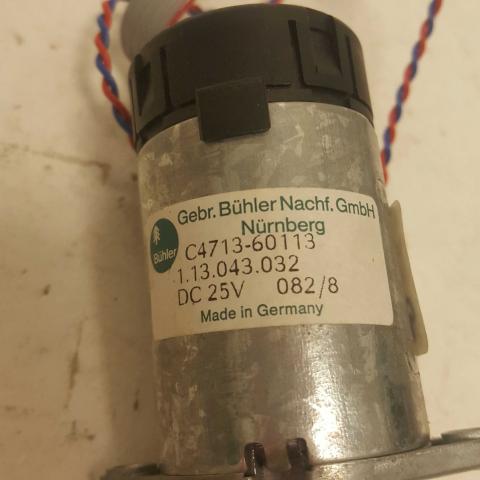 Gebr. Bühler Nachf. GmbH
Nürnberg
Bühler
C4713-60113
1.13.043.032
DC 25V 082/8
Made in Germany